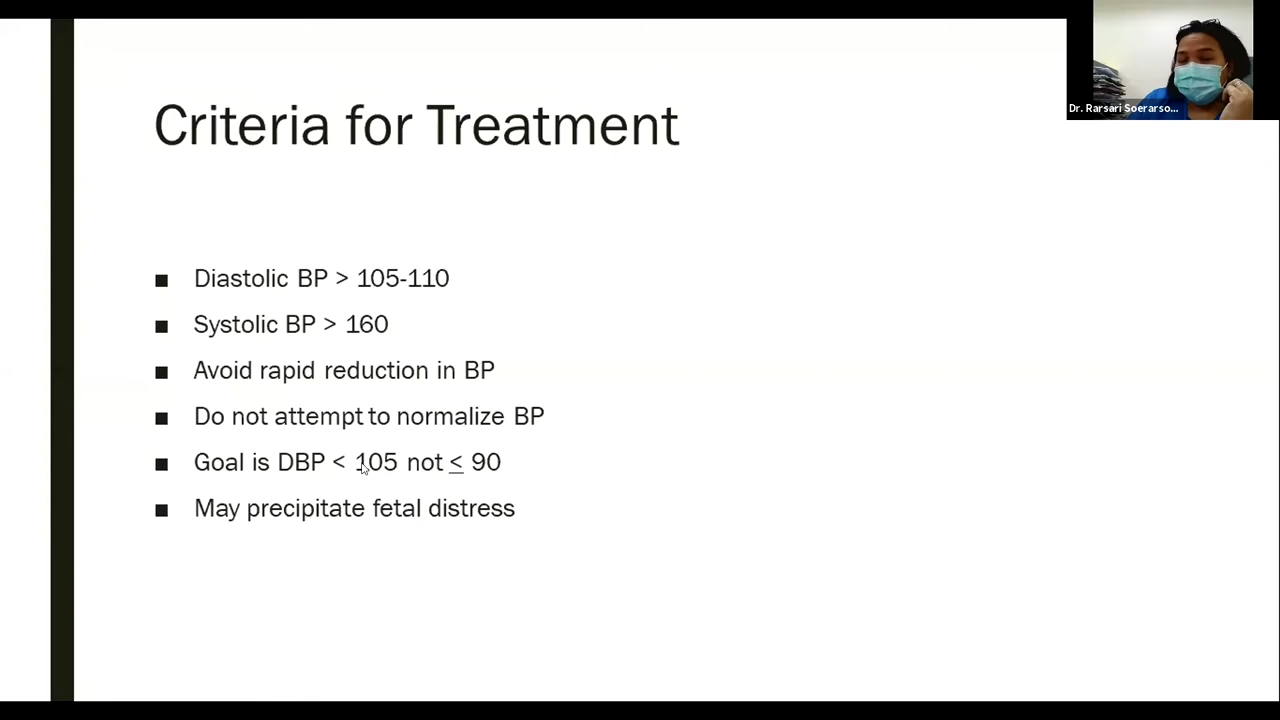 Dr. Rarsari Soerarso...
Criteria for Treatment
■ Diastolic BP > 105-110
■ Systolic BP > 160
■ Avoid rapid reduction in BP
■ Do not attempt to normalize BP
■ Goal is DBP < 105 not ≤ 90
■ May precipitate fetal distress